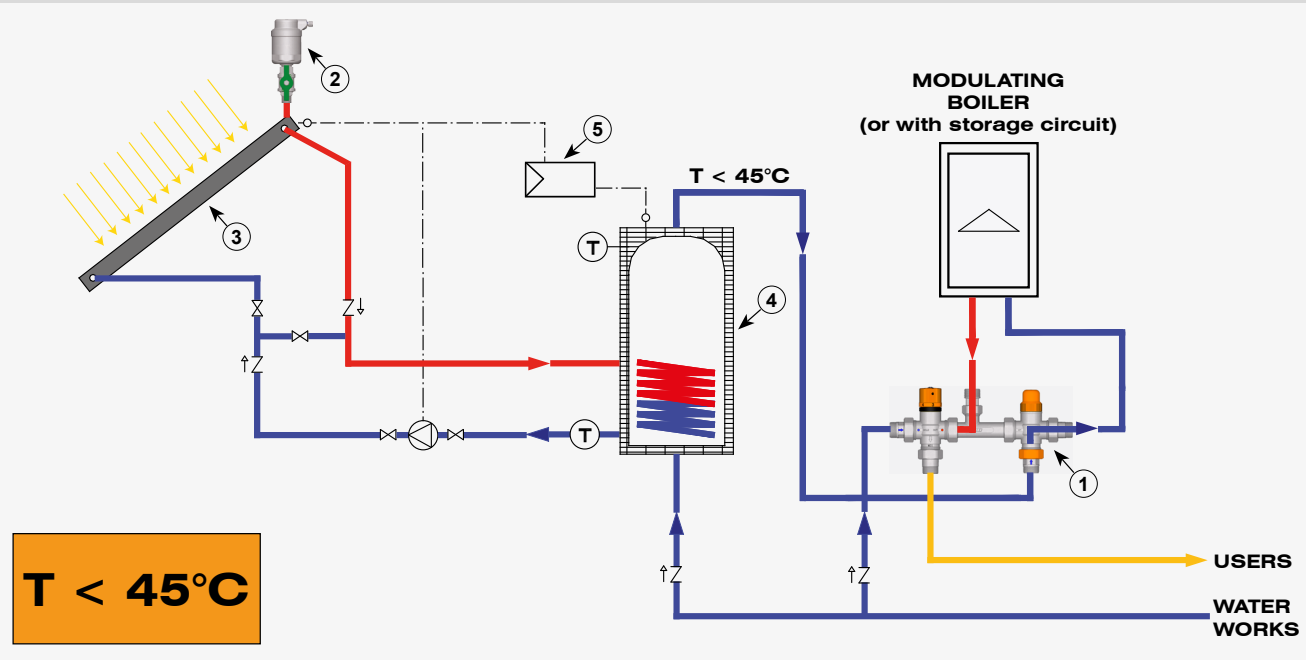 2
MODULATING
BOILER
(or with storage circuit)
5
T < 45°C
3
T
4
T
1
T < 45°C
USERS
WATER
WORKS